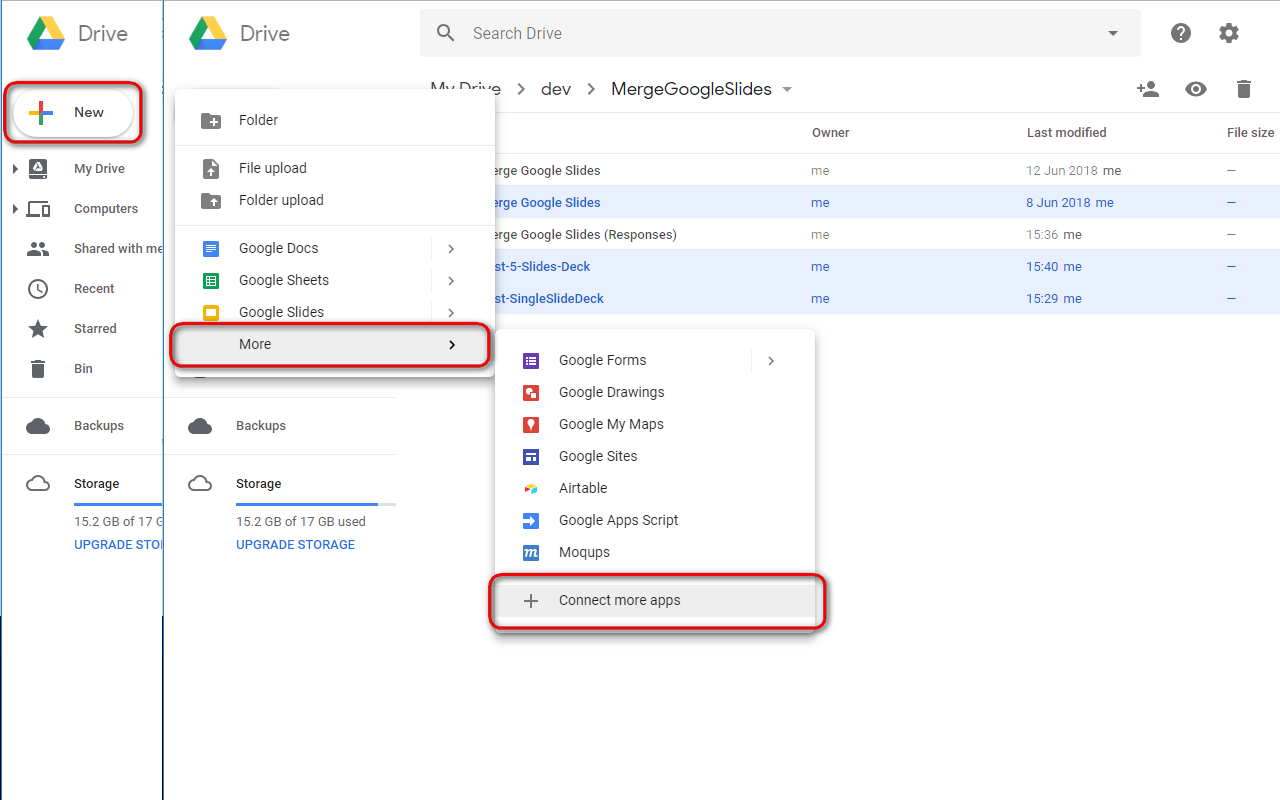 Drive
New
My Drive
Computers
Shared with me
Recent
Starred
Bin
Backups
Storage
15.2 GB of 17 G
UPGRADE STO
Drive
Search Drive
My Drive > dev > MergeGoogleSlides
Folder
File upload
Folder upload
Google Docs
Google Sheets
Google Slides
More
Backups
Storage
15.2 GB of 17 GB used
UPGRADE STORAGE
Owner Last modified File size
erge Google Slides me 12 Jun 2018 me —
erge Google Slides me 8 Jun 2018 me —
erge Google Slides (Responses) me 15:36 me —
st-5-Slides-Deck me 15:40 me —
st-SingleSlideDeck me 15:29 me —
Google Forms
Google Drawings
Google My Maps
Google Sites
Airtable
Google Apps Script
m Moqups
Connect more apps